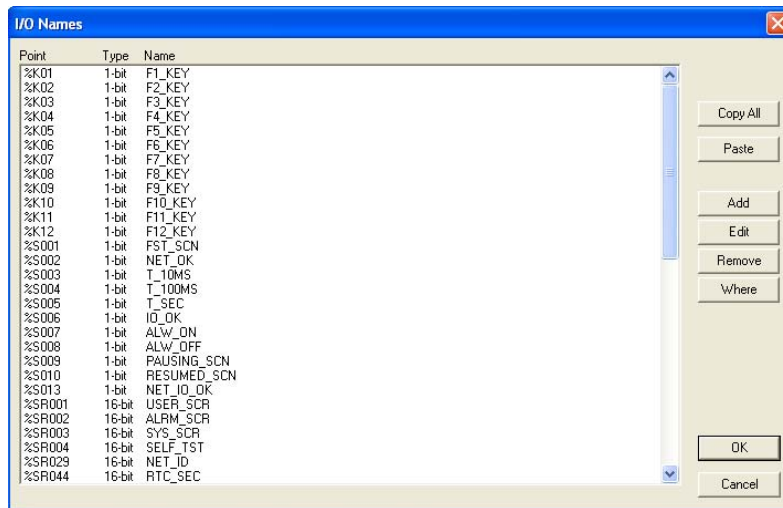 I/O Names
Point Type Name
%K01 1-bit F1_KEY
%K02 1-bit F2_KEY
%K03 1-bit F3_KEY
%K04 1-bit F4_KEY
%K05 1-bit F5_KEY
%K06 1-bit F6_KEY
%K07 1-bit F7_KEY
%K08 1-bit F8_KEY
%K09 1-bit F9_KEY
%K10 1-bit F10_KEY
%K11 1-bit F11_KEY
%K12 1-bit F12_KEY
%S001 1-bit FST_SCN
%S002 1-bit NET_OK
%S003 1-bit T_10MS
%S004 1-bit T_100MS
%S005 1-bit T_SEC
%S006 1-bit IO_OK
%S007 1-bit ALW_ON
%S008 1-bit ALW_OFF
%S009 1-bit PAUSING_SCN
%S010 1-bit RESUMED_SCN
%S013 1-bit NET_IO_OK
%SR001 16-bit USER_SCR
%SR002 16-bit ALRM_SCR
%SR003 16-bit SYS_SCR
%SR004 16-bit SELF_TST
%SR029 16-bit NET_ID
%SR044 16-bit RTC_SEC
Copy All
Paste
Add
Edit
Remove
Where
OK
Cancel